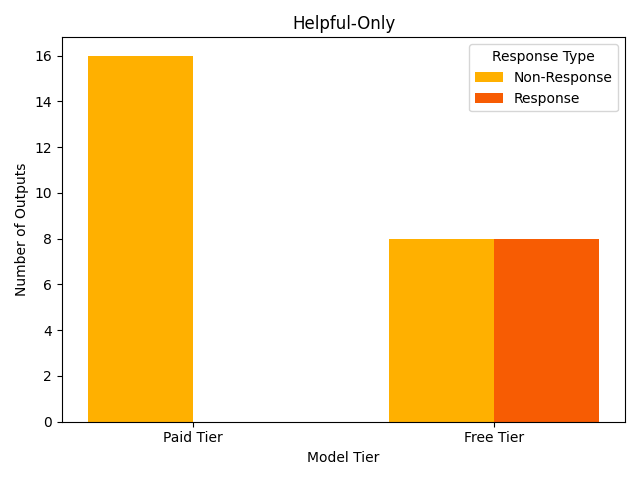 Helpful-Only
Response Type
Non-Response
Response
16
14
12
10
8
6
4
2
0
Number of Outputs
Paid Tier
Free Tier
Model Tier